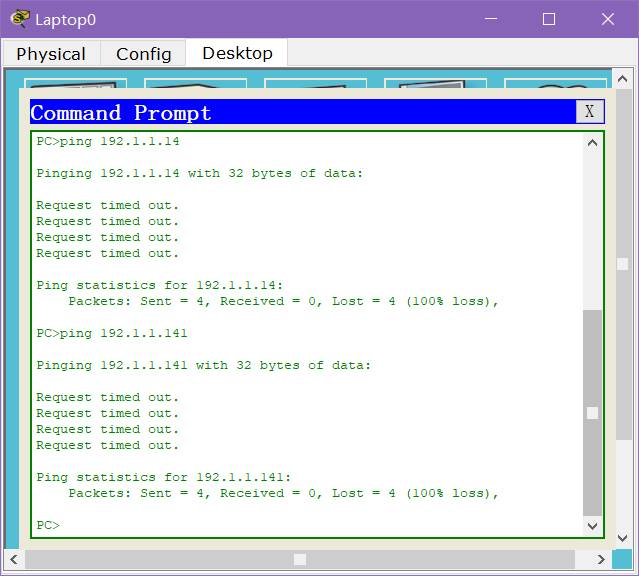 Laptop0
Physical Config Desktop
Command Prompt X
PC>ping 192.1.1.14
Pinging 192.1.1.14 with 32 bytes of data:
Request timed out.
Request timed out.
Request timed out.
Request timed out.
Ping statistics for 192.1.1.14:
Packets: Sent = 4, Received = 0, Lost = 4 (100% loss),
PC>ping 192.1.1.141
Pinging 192.1.1.141 with 32 bytes of data:
Request timed out.
Request timed out.
Request timed out.
Request timed out.
Ping statistics for 192.1.1.141:
Packets: Sent = 4, Received = 0, Lost = 4 (100% loss),
PC>